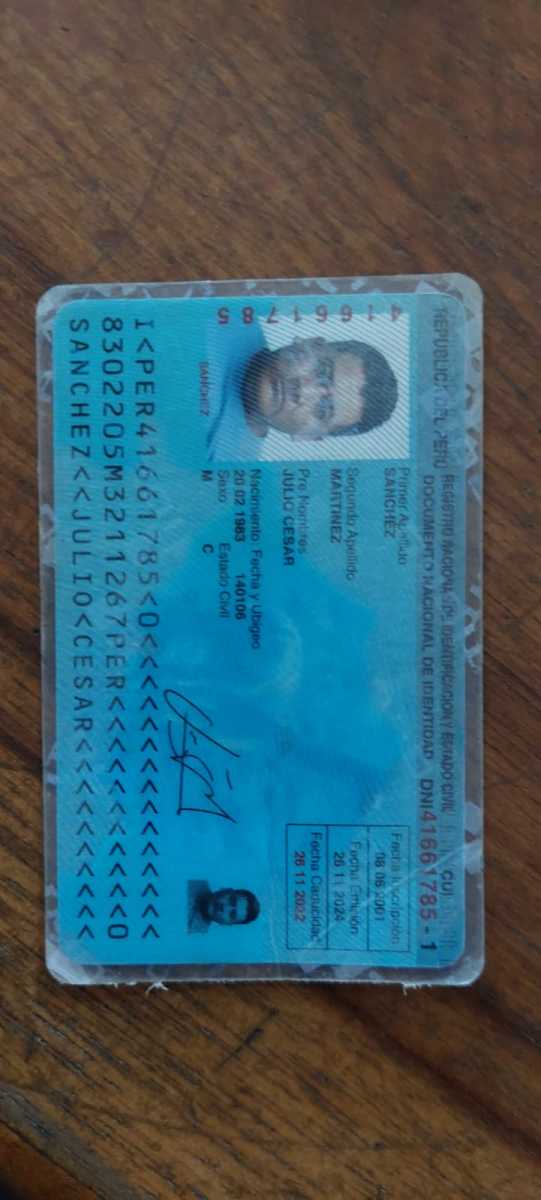 REPUBLICA DEL PERU REGISTRO NACIONAL DE IDENTIFICACION Y ESTADO CIVIL
DOCUMENTO NACIONAL DE IDENTIDAD DNI 41661785 - 1
CUI
Primer Apellido
SANCHEZ
Segundo Apellido
MARTINEZ
Pre Nombres
JULIO CESAR
Nacimiento: Fecha y Ubigeo
20 02 1983 140106
Sexo Estado Civil
M C
Fecha Inscripción
08 06 2001
Fecha Emisión
26 11 2024
Fecha Caducidad
26 11 2032
41661785
SANCHEZ
I<PER41661785<0<<<<<<<<<<<<<<<
8302205M3211267PER<<<<<<<<<<<0
SANCHEZ<<JULIO<CESAR<<<<<<<<<<